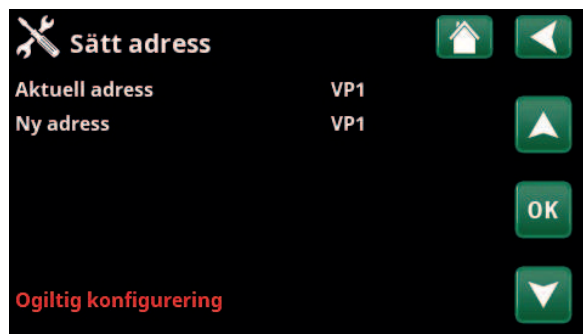 Sätt adress
Aktuell adress VP1
Ny adress VP1
OK
Ogiltig konfigurering